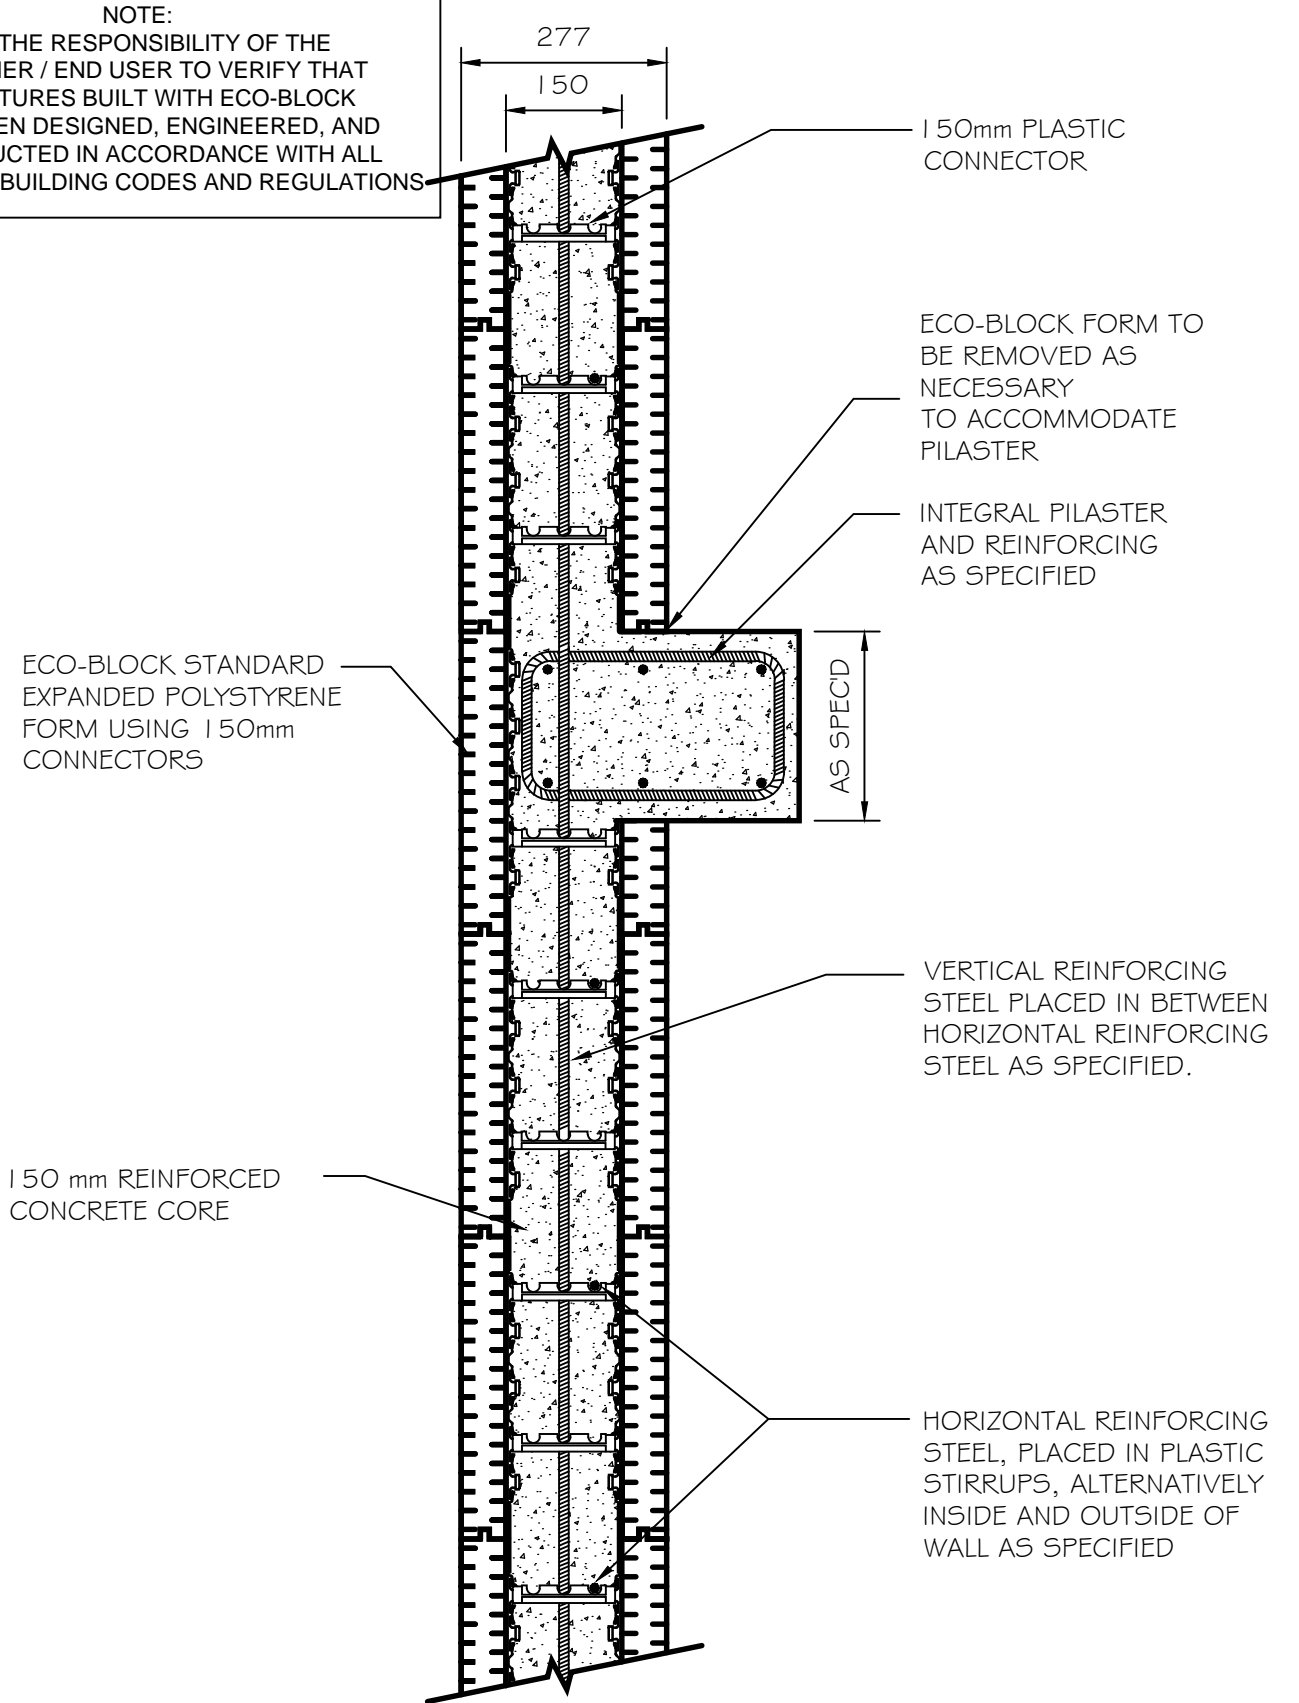 NOTE:
THE RESPONSIBILITY OF THE
/ END USER TO VERIFY THAT
BUILT WITH ECO-BLOCK
DESIGNED, ENGINEERED, AND
IN ACCORDANCE WITH ALL
BUILDING CODES AND REGULATIONS
277
150
150mm PLASTIC
CONNECTOR
ECO-BLOCK FORM TO
BE REMOVED AS
NECESSARY
TO ACCOMMODATE
PILASTER
INTEGRAL PILASTER
AND REINFORCING
AS SPECIFIED
ECO-BLOCK STANDARD
EXPANDED POLYSTYRENE
FORM USING 150mm
CONNECTORS
AS SPEC'D
VERTICAL REINFORCING
STEEL PLACED IN BETWEEN
HORIZONTAL REINFORCING
STEEL AS SPECIFIED.
150 mm REINFORCED
CONCRETE CORE
HORIZONTAL REINFORCING
STEEL, PLACED IN PLASTIC
STIRRUPS, ALTERNATIVELY
INSIDE AND OUTSIDE OF
WALL AS SPECIFIED